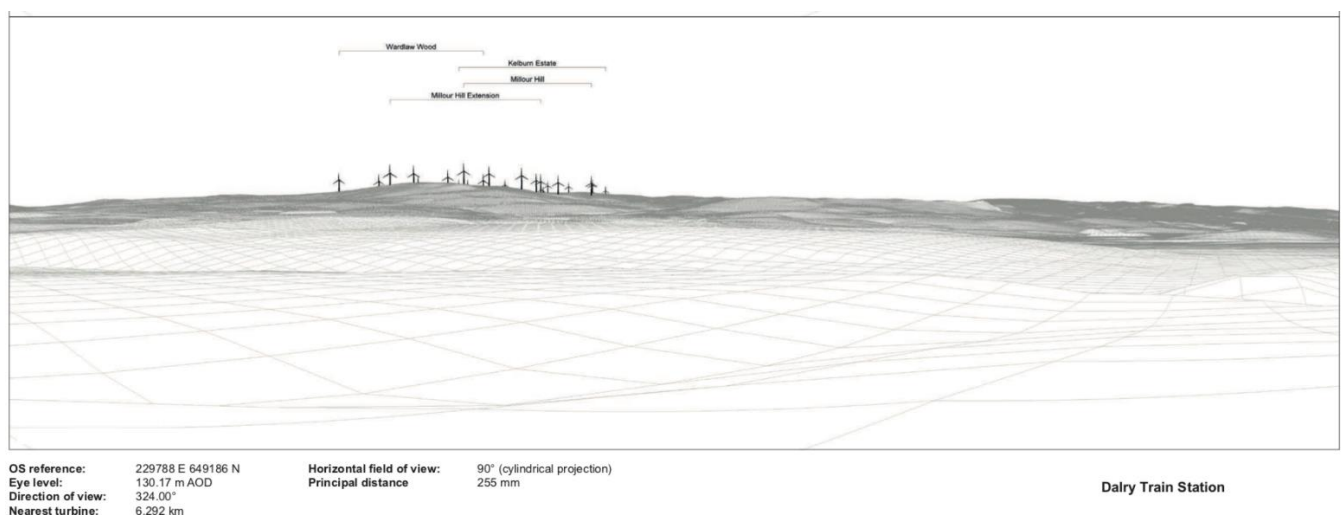 Wardlaw Wood
Kelburn Estate
Millour Hill
Millour Hill Extension
OS reference: 229788 E 649186 N
Eye level: 130.17 m AOD
Direction of view: 324.00°
Nearest turbine: 6.292 km
Horizontal field of view: 90° (cylindrical projection)
Principal distance 255 mm
Dalry Train Station